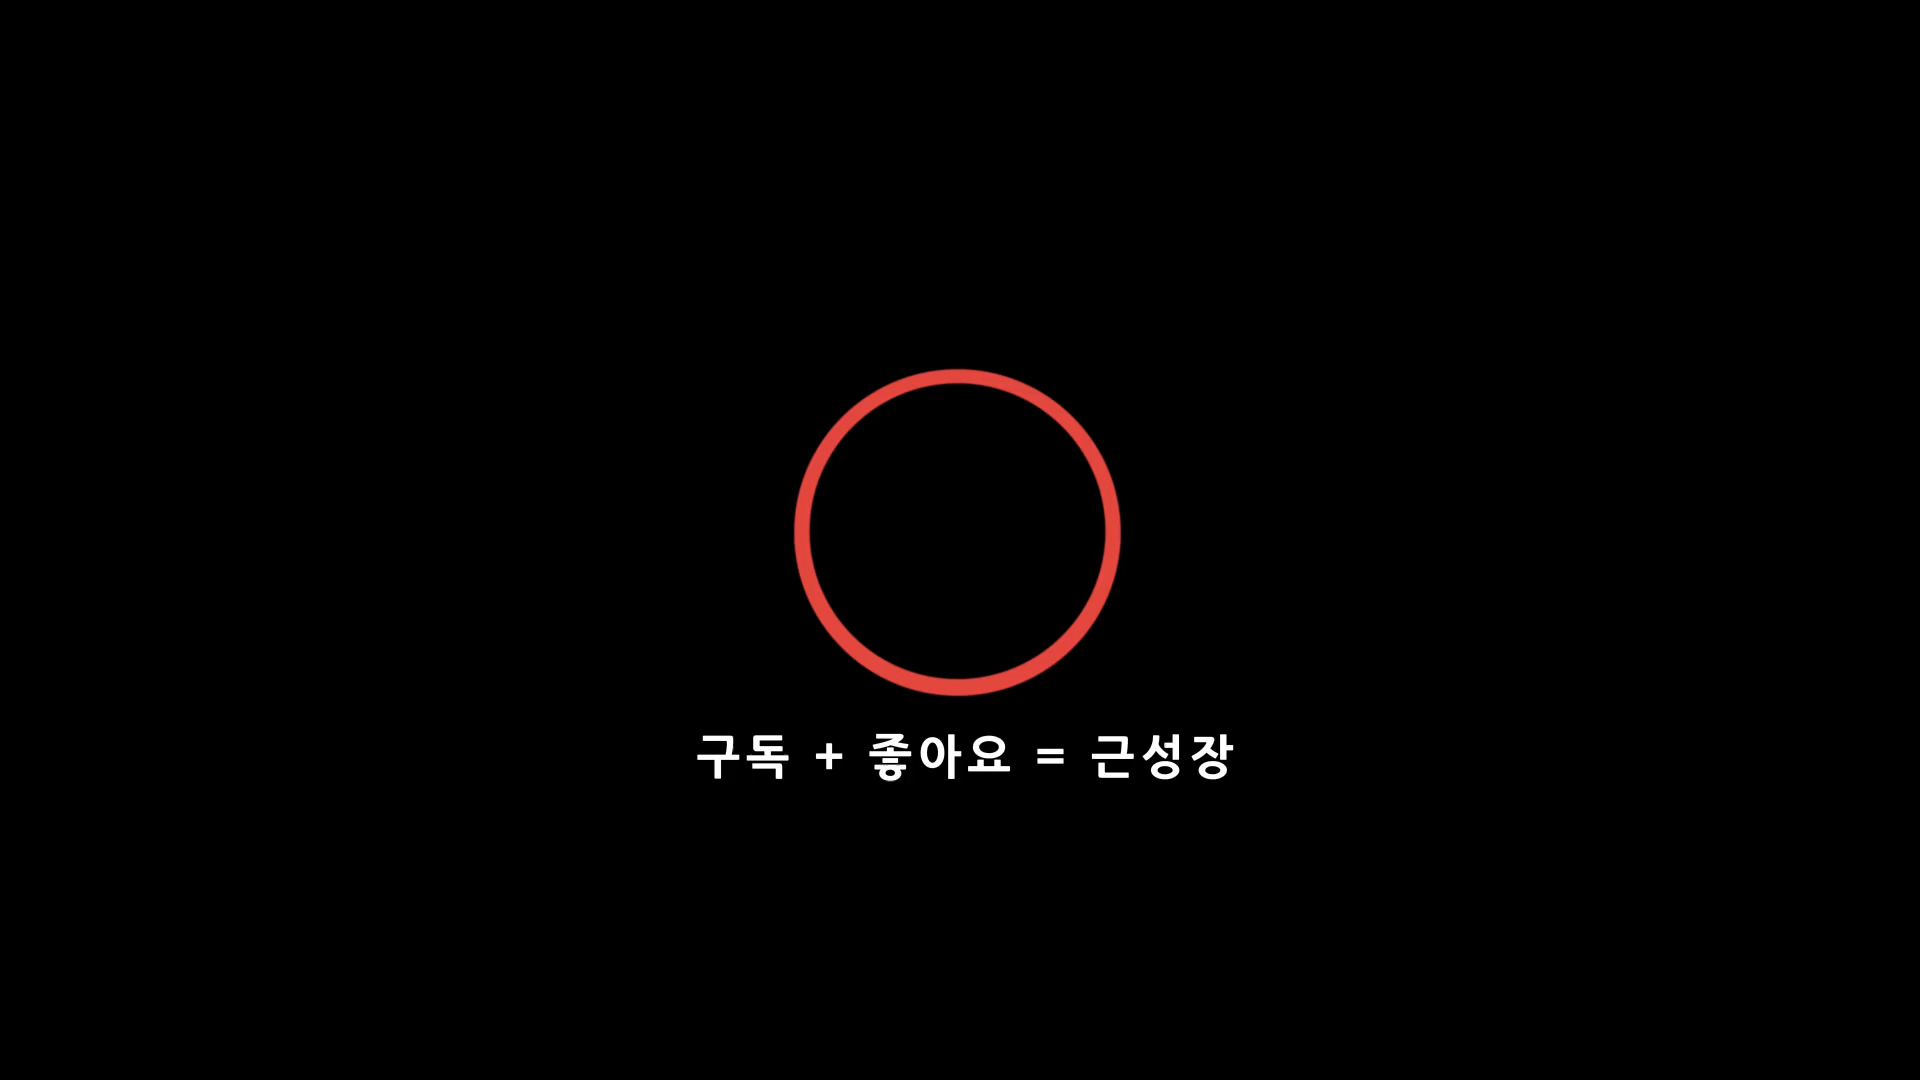 구독 + 좋아요 = 근성장